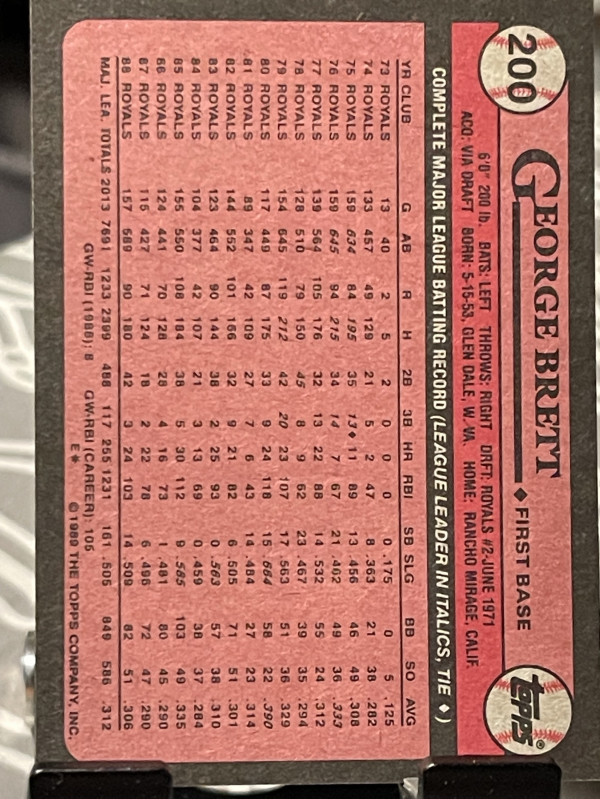 200
GEORGE BRETT
◆ FIRST BASE
TOPPS®
6'0" 200 lb. BATS: LEFT THROWS: RIGHT DRFT: ROYALS #2-JUNE 1971
ACQ: VIA DRAFT BORN: 5-15-53, GLEN DALE, W. VA. HOME: RANCHO MIRAGE, CALIF.
COMPLETE MAJOR LEAGUE BATTING RECORD (LEAGUE LEADER IN ITALICS, TIE ◆)
YR CLUB G AB R H 2B 3B HR RBI SB SLG BB SO AVG
73 ROYALS 13 40 2 5 2 0 0 0 0 .175 0 5 .125
74 ROYALS 133 457 49 129 21 5 2 47 8 .363 21 38 .282
75 ROYALS 159 634 84 195 35 13◆ 11 89 13 .456 46 49 .308
76 ROYALS 159 645 94 215 34 14 7 67 21 .402 49 36 .333
77 ROYALS 139 564 105 176 32 13 22 88 14 .532 55 24 .312
78 ROYALS 128 510 79 150 45 8 9 62 23 .467 39 35 .294
79 ROYALS 154 645 119 212 42 20 23 107 17 .563 51 36 .329
80 ROYALS 117 449 87 175 33 9 24 118 15 .664 58 22 .390
81 ROYALS 89 347 42 109 27 7 6 43 14 .484 27 23 .314
82 ROYALS 144 552 101 166 32 9 21 82 6 .505 71 51 .301
83 ROYALS 123 464 90 144 38 2 25 93 0 .563 57 38 .310
84 ROYALS 104 377 42 107 21 3 13 69 0 .459 38 37 .284
85 ROYALS 155 550 108 184 38 5 30 112 9 .585 103 49 .335
86 ROYALS 124 441 70 128 28 4 16 73 1 .481 80 45 .290
87 ROYALS 115 427 71 124 18 2 22 78 6 .496 72 47 .290
88 ROYALS 157 589 90 180 42 3 24 103 14 .509 82 51 .306
MAJ. LEA. TOTALS 2013 7691 1233 2399 488 117 255 1231 161 .505 849 586 .312
GW-RBI (1988): 8 GW-RBI (CAREER): 105
E* ©1989 THE TOPPS COMPANY, INC.